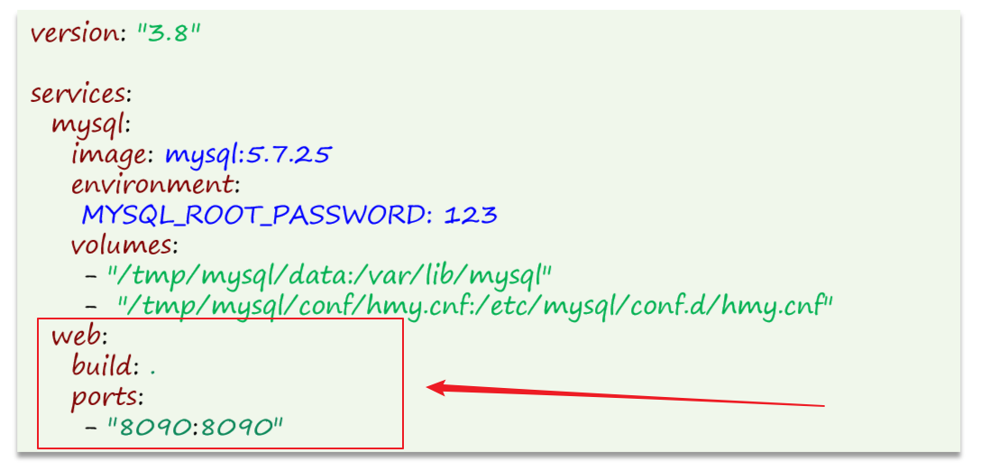 version: "3.8"
services:
mysql:
image: mysql:5.7.25
environment:
MYSQL_ROOT_PASSWORD: 123
volumes:
- "/tmp/mysql/data:/var/lib/mysql"
- "/tmp/mysql/conf/hmy.cnf:/etc/mysql/conf.d/hmy.cnf"
web:
build: .
ports:
- "8090:8090"